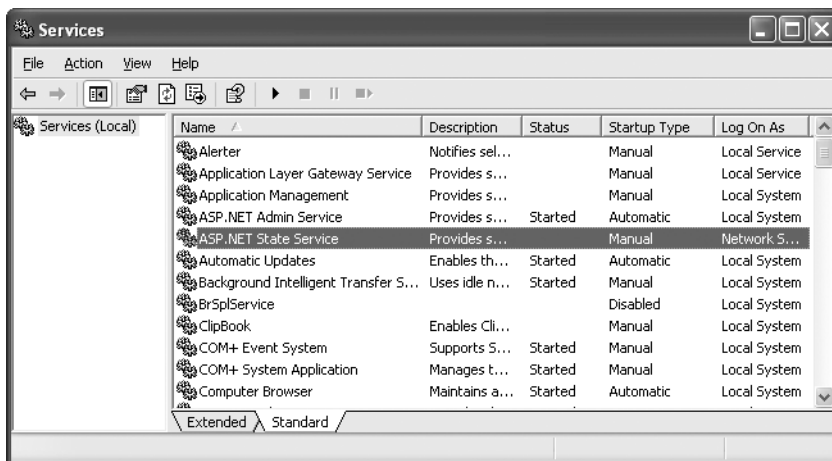 Services
File Action View Help
Services (Local)
Name Description Status Startup Type Log On As
Alerter Notifies sel... Manual Local Service
Application Layer Gateway Service Provides s... Manual Local Service
Application Management Provides s... Manual Local System
ASP.NET Admin Service Provides s... Started Automatic Local System
ASP.NET State Service Provides s... Manual Network S...
Automatic Updates Enables th... Started Automatic Local System
Background Intelligent Transfer S... Uses idle n... Started Manual Local System
BrSplService Disabled Local System
ClipBook Enables Cli... Manual Local System
COM+ Event System Supports S... Started Manual Local System
COM+ System Application Manages t... Started Manual Local System
Computer Browser Maintains a... Started Automatic Local System
Extended Standard